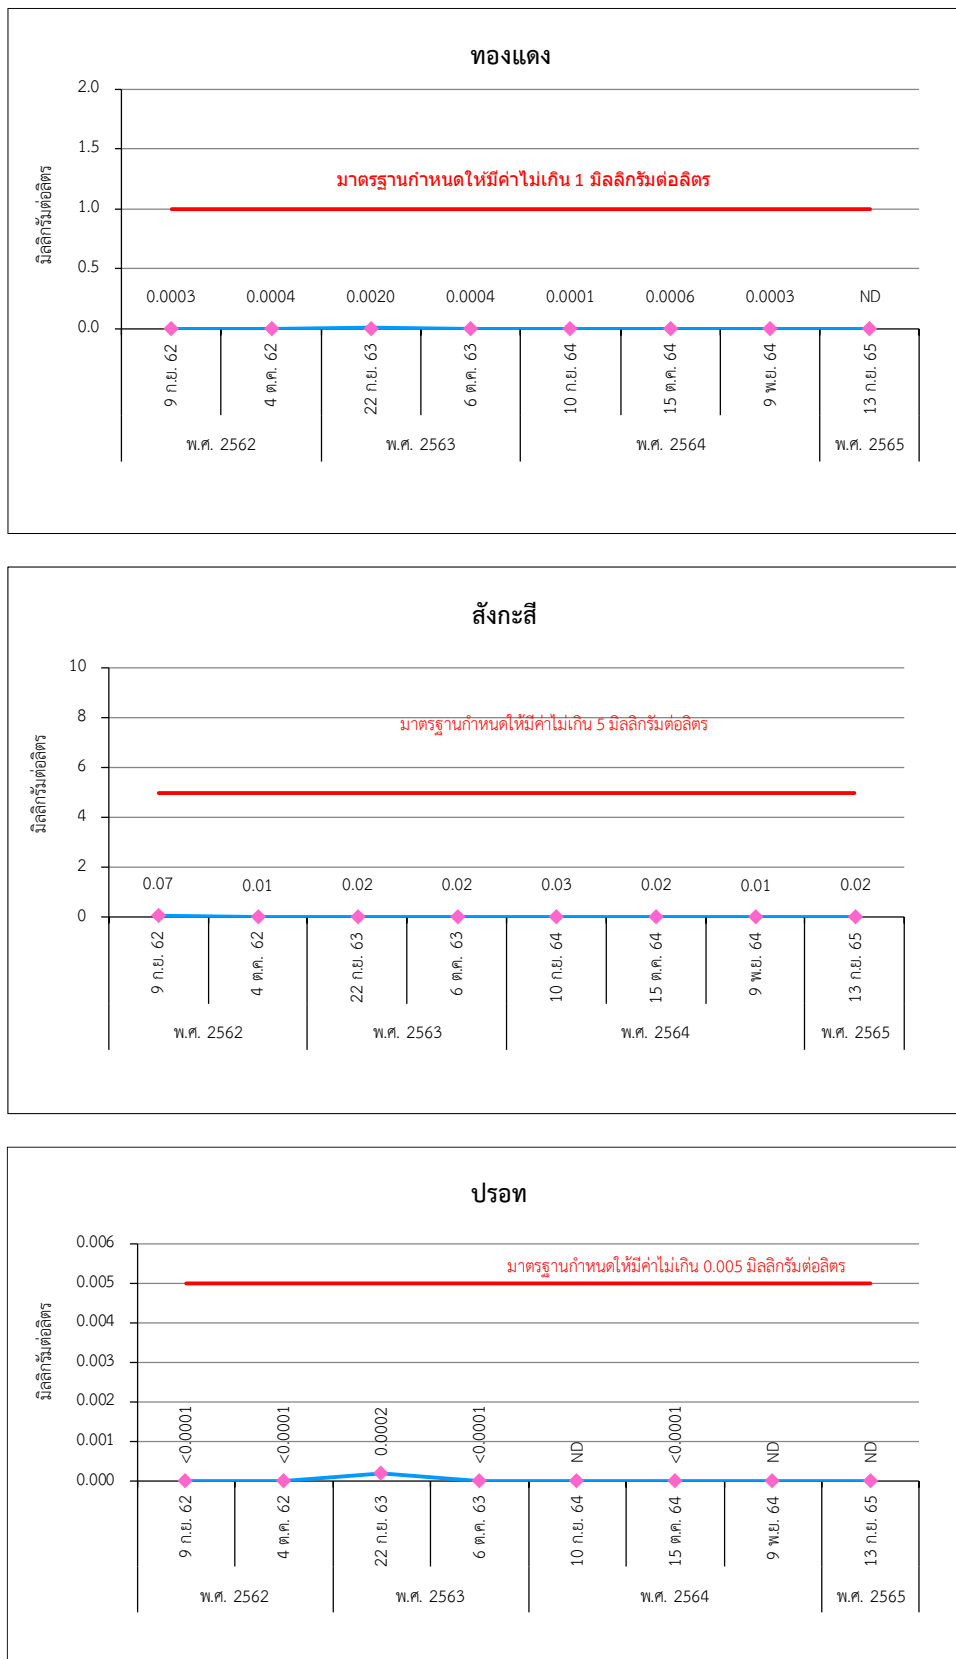 ทองแดง
2.0
1.5
มาตรฐานกำหนดให้มีค่าไม่เกิน 1 มิลลิกรัมต่อลิตร
1.0
0.5
0.0
มิลลิกรัมต่อลิตร
0.0003 0.0004 0.0020 0.0004 0.0001 0.0006 0.0003 ND
9 ก.ย. 62 4 ต.ค. 62 22 ก.ย. 63 6 ต.ค. 63 10 ก.ย. 64 15 ต.ค. 64 9 พ.ย. 64 13 ก.ย. 65
พ.ศ. 2562 พ.ศ. 2563 พ.ศ. 2564 พ.ศ. 2565
สังกะสี
10
8
มาตรฐานกำหนดให้มีค่าไม่เกิน 5 มิลลิกรัมต่อลิตร
6
4
2
0
มิลลิกรัมต่อลิตร
0.07 0.01 0.02 0.02 0.03 0.02 0.01 0.02
9 ก.ย. 62 4 ต.ค. 62 22 ก.ย. 63 6 ต.ค. 63 10 ก.ย. 64 15 ต.ค. 64 9 พ.ย. 64 13 ก.ย. 65
พ.ศ. 2562 พ.ศ. 2563 พ.ศ. 2564 พ.ศ. 2565
ปรอท
0.006
มาตรฐานกำหนดให้มีค่าไม่เกิน 0.005 มิลลิกรัมต่อลิตร
0.005
0.004
0.003
0.002
0.001
0.000
มิลลิกรัมต่อลิตร
<0.0001 <0.0001 0.0002 <0.0001 ND <0.0001 ND ND
9 ก.ย. 62 4 ต.ค. 62 22 ก.ย. 63 6 ต.ค. 63 10 ก.ย. 64 15 ต.ค. 64 9 พ.ย. 64 13 ก.ย. 65
พ.ศ. 2562 พ.ศ. 2563 พ.ศ. 2564 พ.ศ. 2565